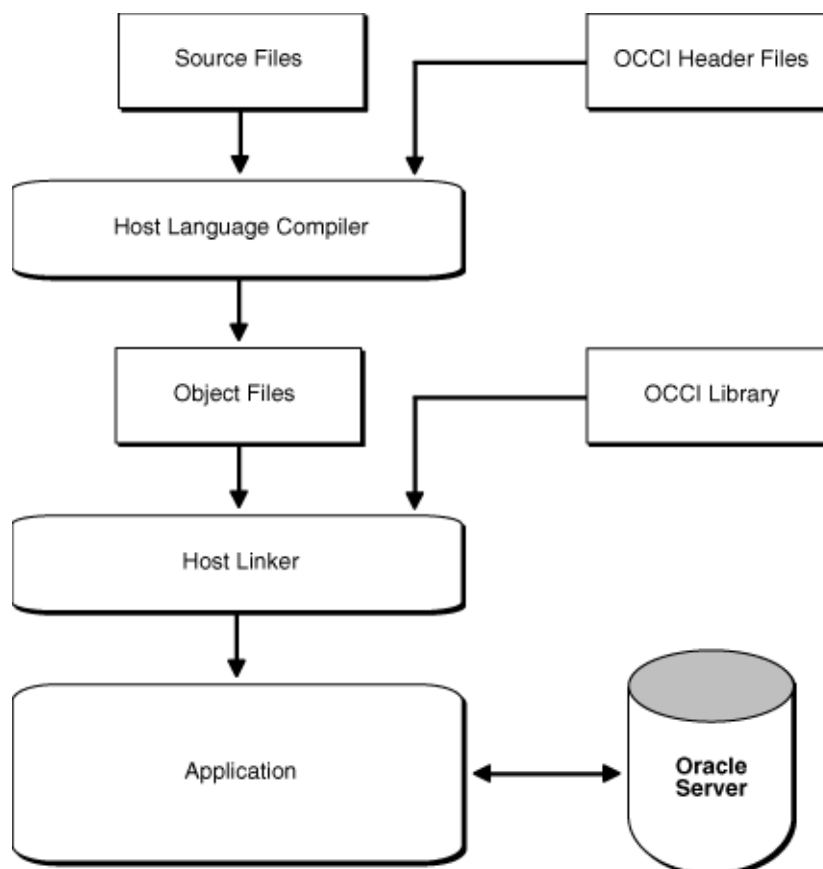 Source Files
OCCI Header Files
Host Language Compiler
Object Files
OCCI Library
Host Linker
Application
Oracle
Server